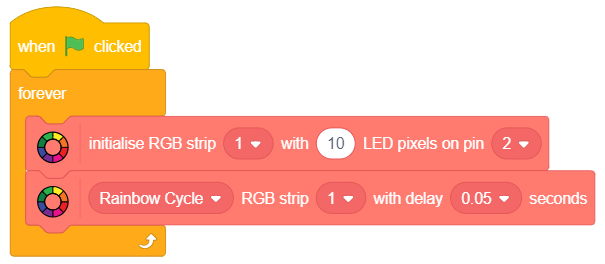 when clicked
forever
initialise RGB strip 1 with 10 LED pixels on pin 2
Rainbow Cycle RGB strip 1 with delay 0.05 seconds